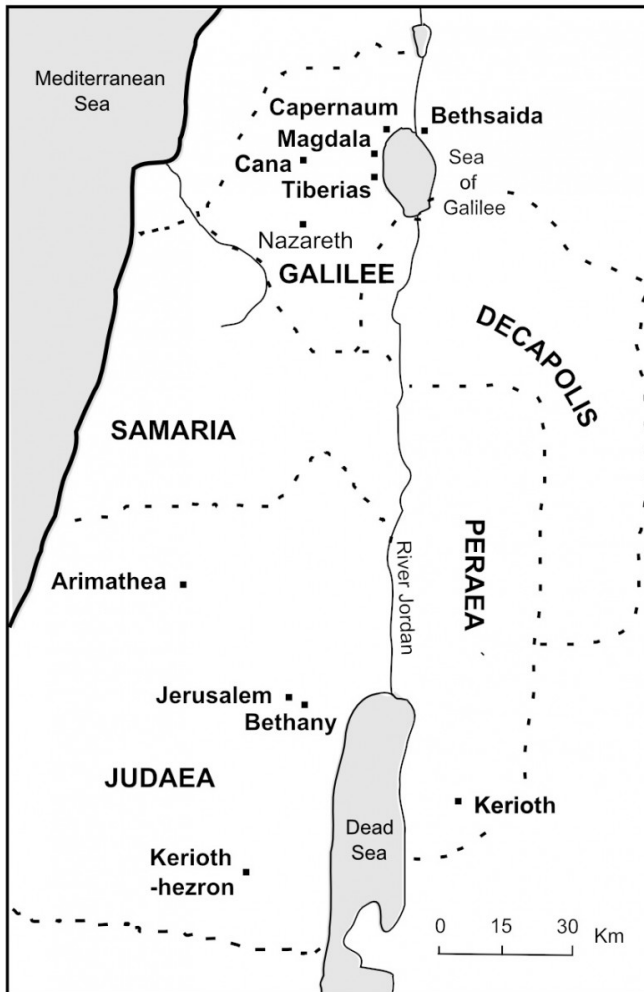 Mediterranean
Sea
Capernaum
Bethsaida
Magdala
Cana
Tiberias
Sea
of
Galilee
Nazareth
GALILEE
DECAPOLIS
SAMARIA
PERAEA
River Jordan
Arimathea
Jerusalem
Bethany
JUDAEA
Kerioth
Dead
Sea
Kerioth
-hezron
0 15 30 Km